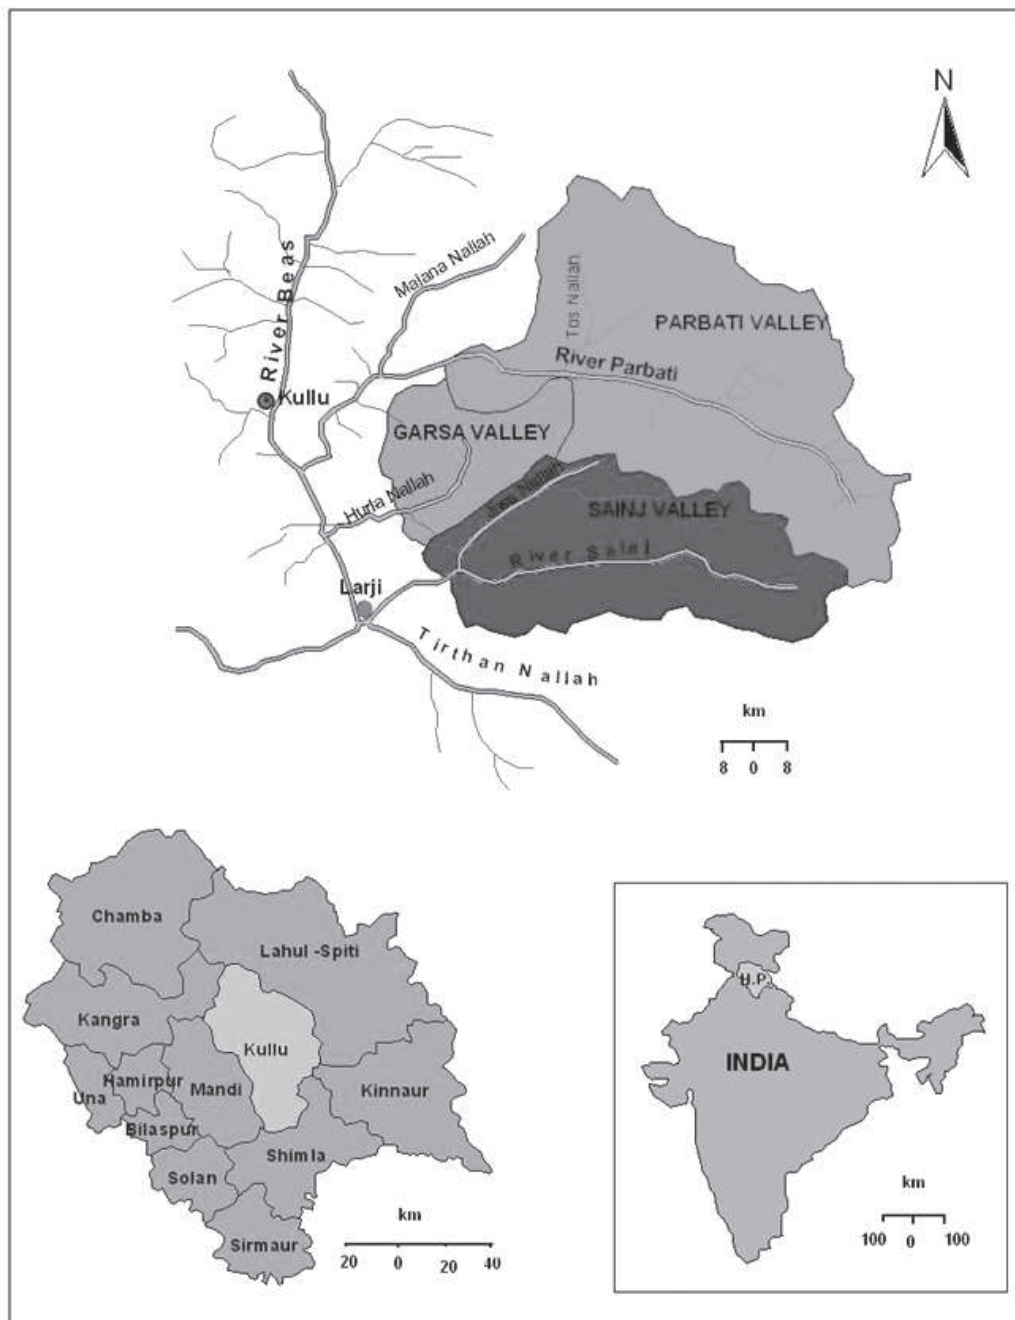 N
River Beas
Malana Nallah
Tos Nallah
PARBATI VALLEY
River Parbati
Kullu
GARSA VALLEY
Hurla Nallah
Nallah
SAINJ VALLEY
River Sainj
Larji
Tirthan Nallah
km
8 0 8
Chamba
Lahul -Spiti
Kangra
Kullu
Hamirpur
Una
Mandi
Kinnaur
Bilaspur
Shimla
Solan
Sirmaur
km
20 0 20 40
H.P.
INDIA
km
100 0 100